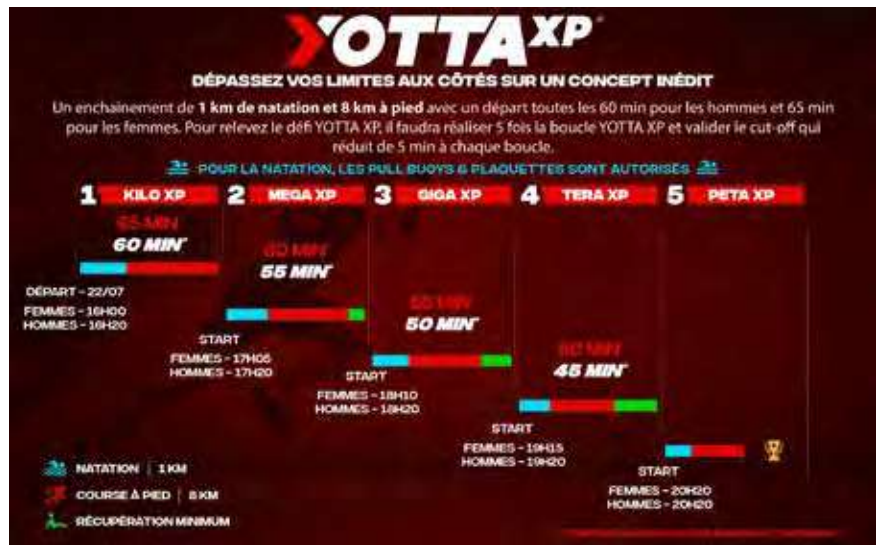 YOTTA XP
DÉPASSEZ VOS LIMITES AUX CÔTÉS SUR UN CONCEPT INÉDIT
Un enchainement de 1 km de natation et 8 km à pied avec un départ toutes les 60 min pour les hommes et 65 min
pour les femmes. Pour relevez le défi YOTTA XP, il faudra réaliser 5 fois la boucle YOTTA XP et valider le cut-off qui
réduit de 5 min à chaque boucle.
POUR LA NATATION, LES PULL BUOYS & PLAQUETTES SONT AUTORISÉS
1 KILO XP 2 MEGA XP 3 GIGA XP 4 TERA XP 5 PETA XP
65 MIN
60 MIN*
DÉPART - 22/07
FEMMES - 16H00
HOMMES - 16H20
60 MIN
55 MIN*
START
FEMMES - 17H05
HOMMES - 17H20
55 MIN
50 MIN*
START
FEMMES - 18H10
HOMMES - 18H20
50 MIN
45 MIN*
START
FEMMES - 19H15
HOMMES - 19H20
START
FEMMES - 20H20
HOMMES - 20H20
NATATION | 1 KM
COURSE À PIED | 8 KM
RÉCUPÉRATION MINIMUM